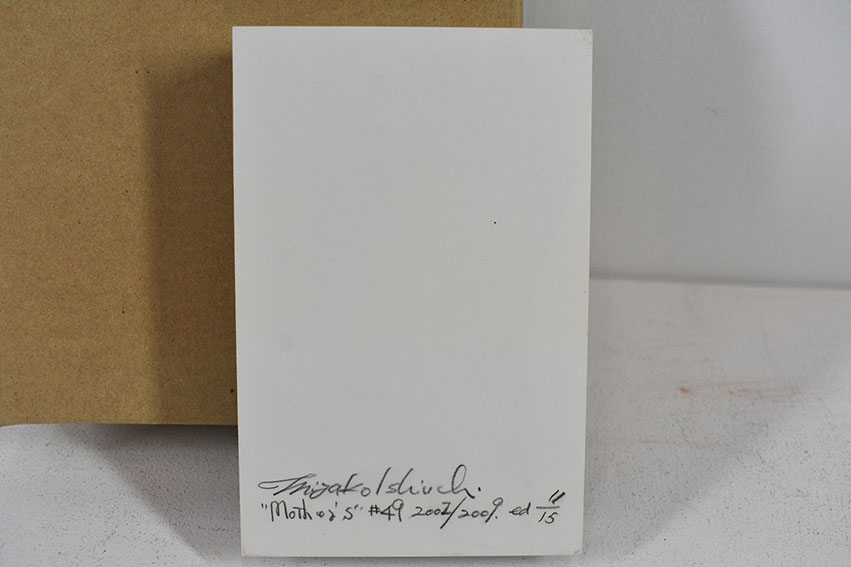 Miyako Ishiuchi.
"Mother's" #49 2002/2009. ed 11/15